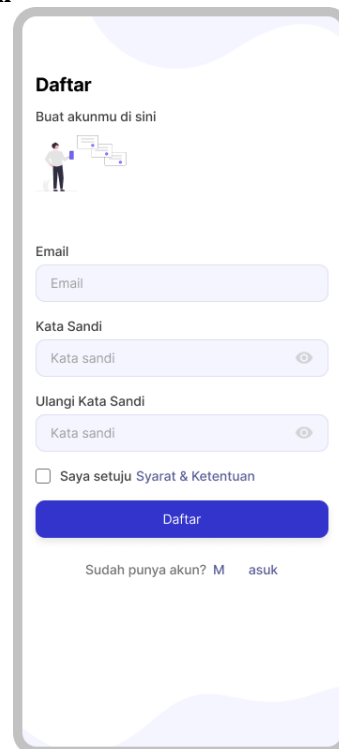 Daftar
Buat akunmu di sini
Email
Email
Kata Sandi
Kata sandi
Ulangi Kata Sandi
Kata sandi
Saya setuju Syarat & Ketentuan
Daftar
Sudah punya akun? M asuk